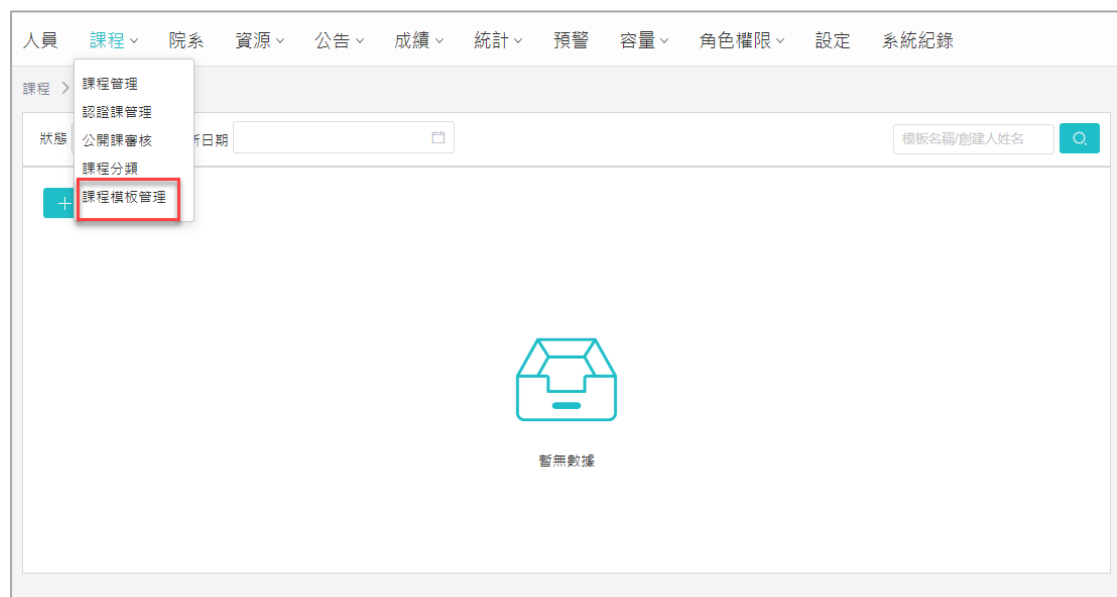 人員 課程 院系 資源 公告 成績 統計 預警 容量 角色權限 設定 系統紀錄
課程 >
課程管理
認證課管理
狀態 新日期 模板名稱/創建人姓名
公開課審核
課程分類
課程模板管理
暫無數據